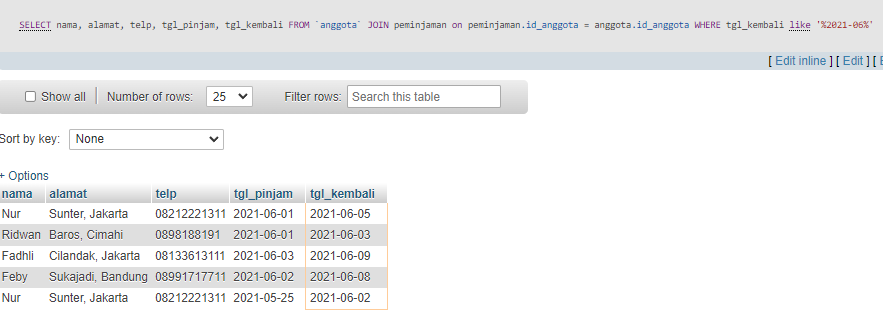 SELECT nama, alamat, telp, tgl_pinjam, tgl_kembali FROM `anggota` JOIN peminjaman on peminjaman.id_anggota = anggota.id_anggota WHERE tgl_kembali like '%2021-06%'
[ Edit inline ] [ Edit ] [
Show all Number of rows: 25 Filter rows: Search this table
Sort by key: None
+ Options
nama alamat telp tgl_pinjam tgl_kembali
Nur Sunter, Jakarta 08212221311 2021-06-01 2021-06-05
Ridwan Baros, Cimahi 0898188191 2021-06-01 2021-06-03
Fadhli Cilandak, Jakarta 08133613111 2021-06-03 2021-06-09
Feby Sukajadi, Bandung 08991717711 2021-06-02 2021-06-08
Nur Sunter, Jakarta 08212221311 2021-05-25 2021-06-02